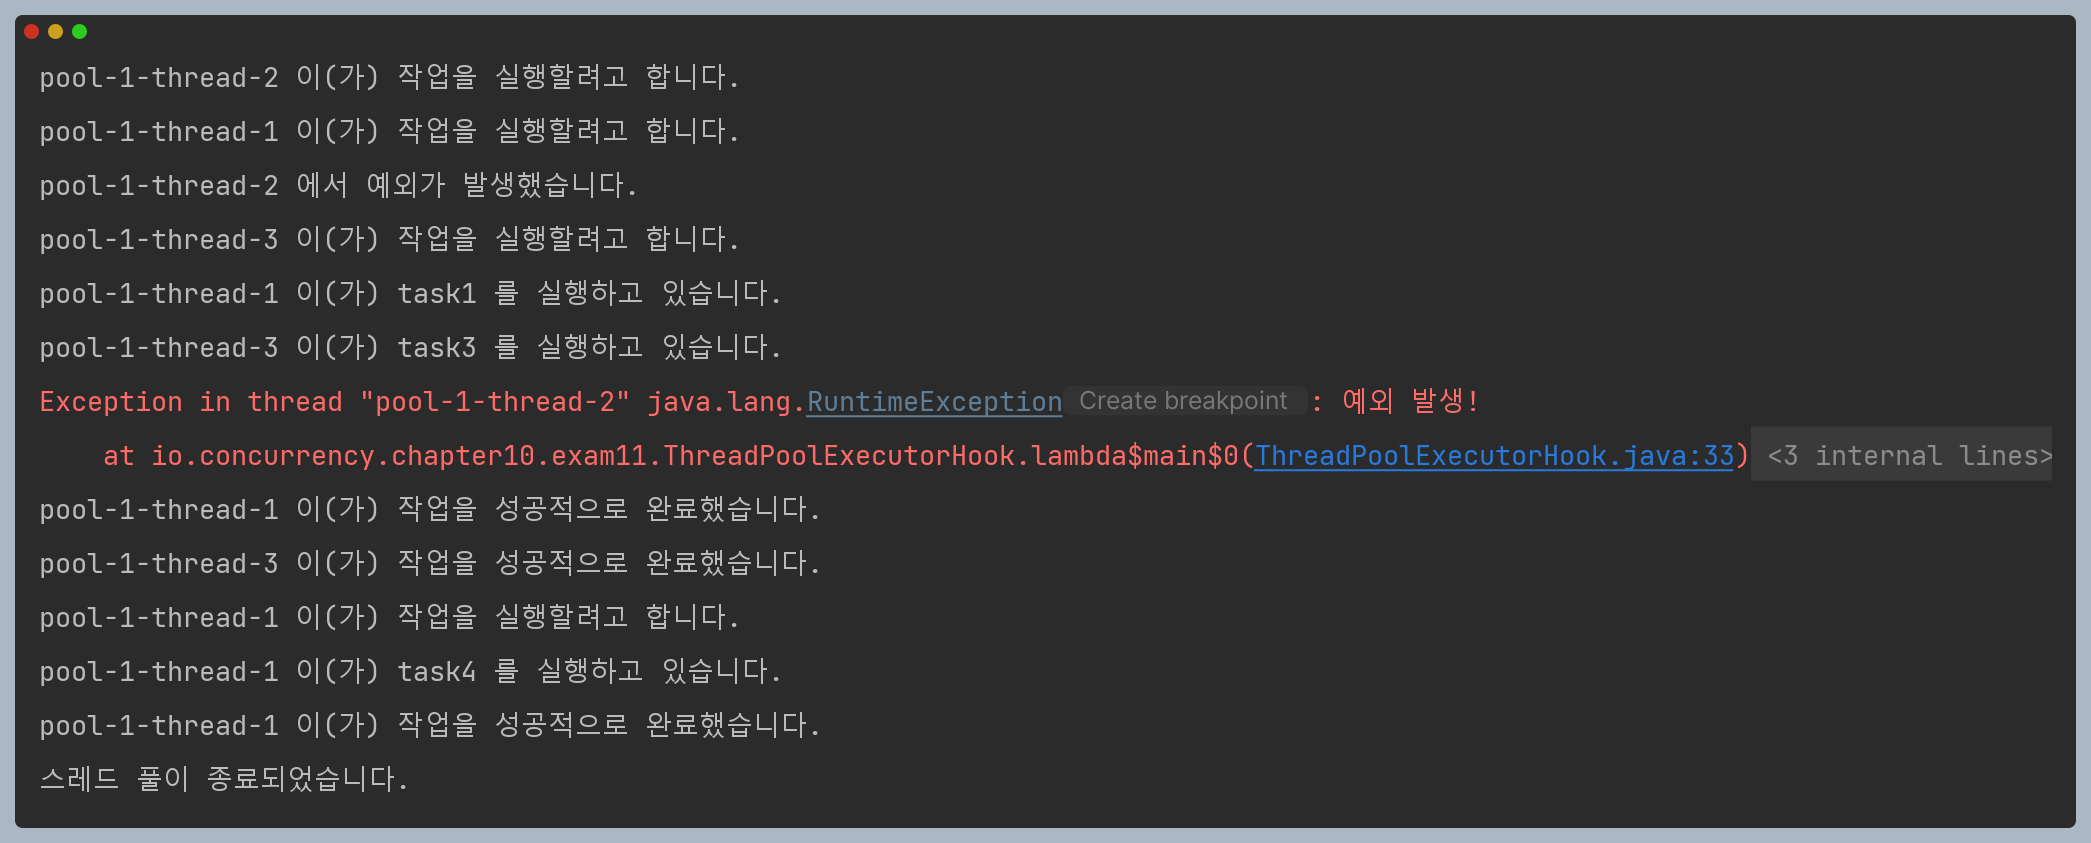 pool-1-thread-2 이(가) 작업을 실행할려고 합니다.
pool-1-thread-1 이(가) 작업을 실행할려고 합니다.
pool-1-thread-2 에서 예외가 발생했습니다.
pool-1-thread-3 이(가) 작업을 실행할려고 합니다.
pool-1-thread-1 이(가) task1 를 실행하고 있습니다.
pool-1-thread-3 이(가) task3 를 실행하고 있습니다.
Exception in thread "pool-1-thread-2" java.lang.RuntimeException Create breakpoint : 예외 발생!
    at io.concurrency.chapter10.exam11.ThreadPoolExecutorHook.lambda$main$0(ThreadPoolExecutorHook.java:33) <3 internal lines>
pool-1-thread-1 이(가) 작업을 성공적으로 완료했습니다.
pool-1-thread-3 이(가) 작업을 성공적으로 완료했습니다.
pool-1-thread-1 이(가) 작업을 실행할려고 합니다.
pool-1-thread-1 이(가) task4 를 실행하고 있습니다.
pool-1-thread-1 이(가) 작업을 성공적으로 완료했습니다.
스레드 풀이 종료되었습니다.